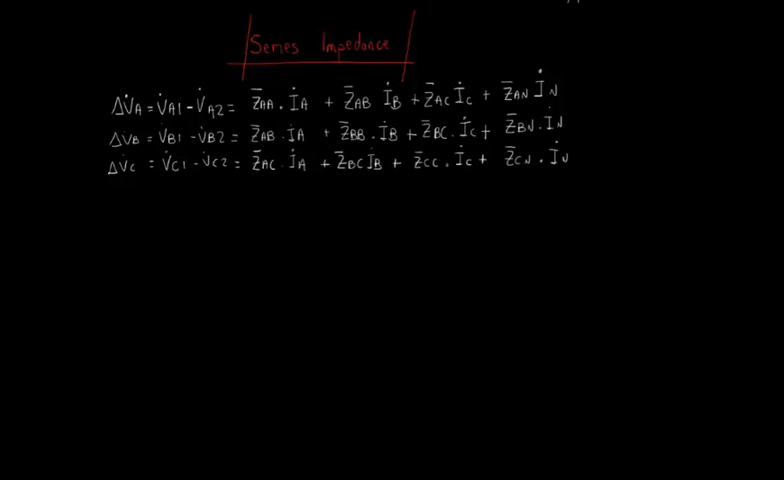 Series Impedance
ΔV̇A = V̇A1 - V̇A2 = Z̄AA . İA + Z̄AB İB + Z̄AC İC + Z̄AN İN
ΔV̇B = V̇B1 - V̇B2 = Z̄AB . İA + Z̄BB . İB + Z̄BC . İC + Z̄BN . İN
ΔV̇C = V̇C1 - V̇C2 = Z̄AC . İA + Z̄BC İB + Z̄CC . İC + Z̄CN . İN